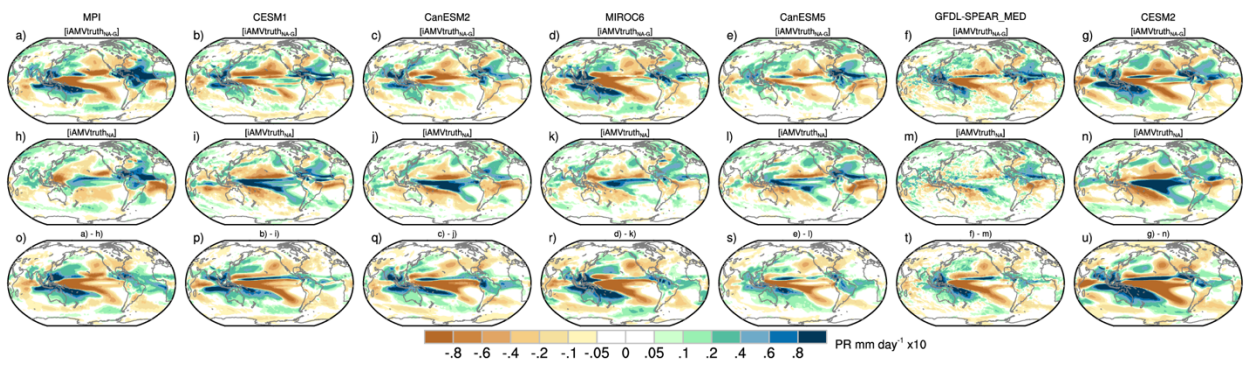 MPI CESM1 CanESM2 MIROC6 CanESM5 GFDL-SPEAR_MED CESM2
[iAMVtruthNA-G] [iAMVtruthNA-G] [iAMVtruthNA-G] [iAMVtruthNA-G] [iAMVtruthNA-G] [iAMVtruthNA-G] [iAMVtruthNA-G]
a) b) c) d) e) f) g)
[iAMVtruthNA] [iAMVtruthNA] [iAMVtruthNA] [iAMVtruthNA] [iAMVtruthNA] [iAMVtruthNA] [iAMVtruthNA]
h) i) j) k) l) m) n)
a) - h) b) - i) c) - j) d) - k) e) - l) f) - m) g) - n)
o) p) q) r) s) t) u)
-.8 -.6 -.4 -.2 -.1 -.05 0 .05 .1 .2 .4 .6 .8 PR mm day-1 x10